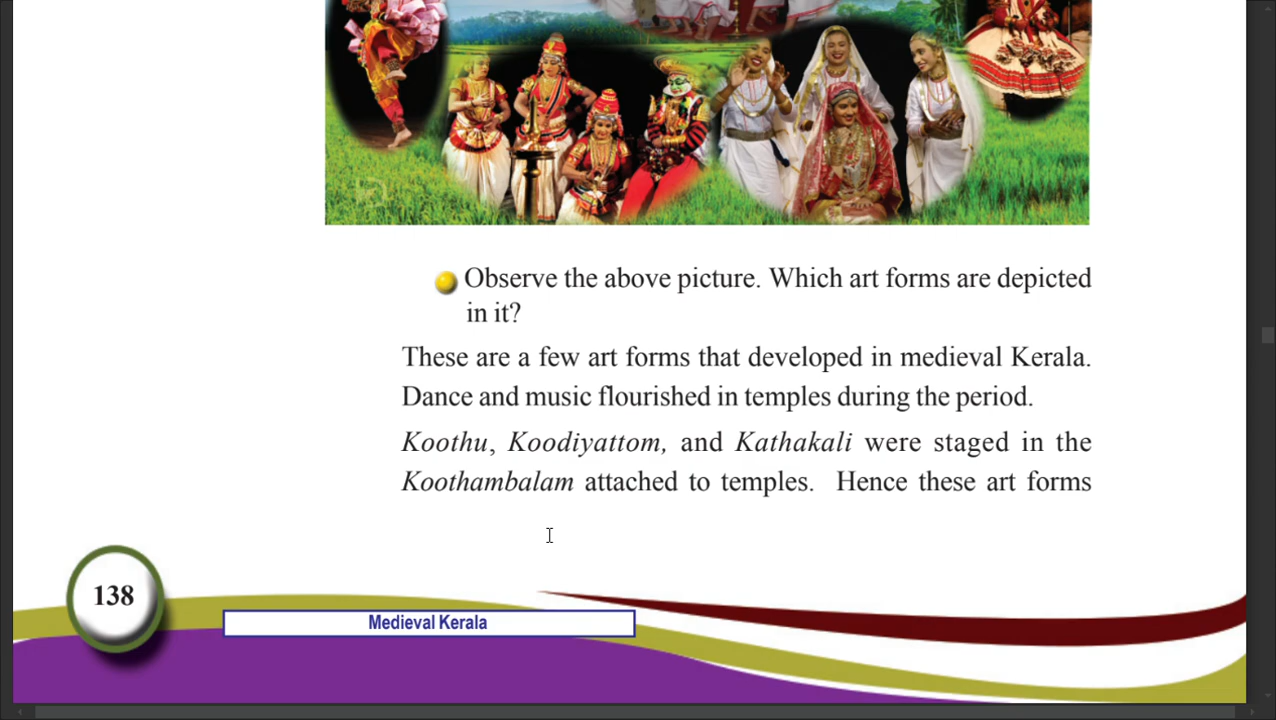 Observe the above picture. Which art forms are depicted
in it?
These are a few art forms that developed in medieval Kerala.
Dance and music flourished in temples during the period.
Koothu, Koodiyattom, and Kathakali were staged in the
Koothambalam attached to temples. Hence these art forms
138
Medieval Kerala